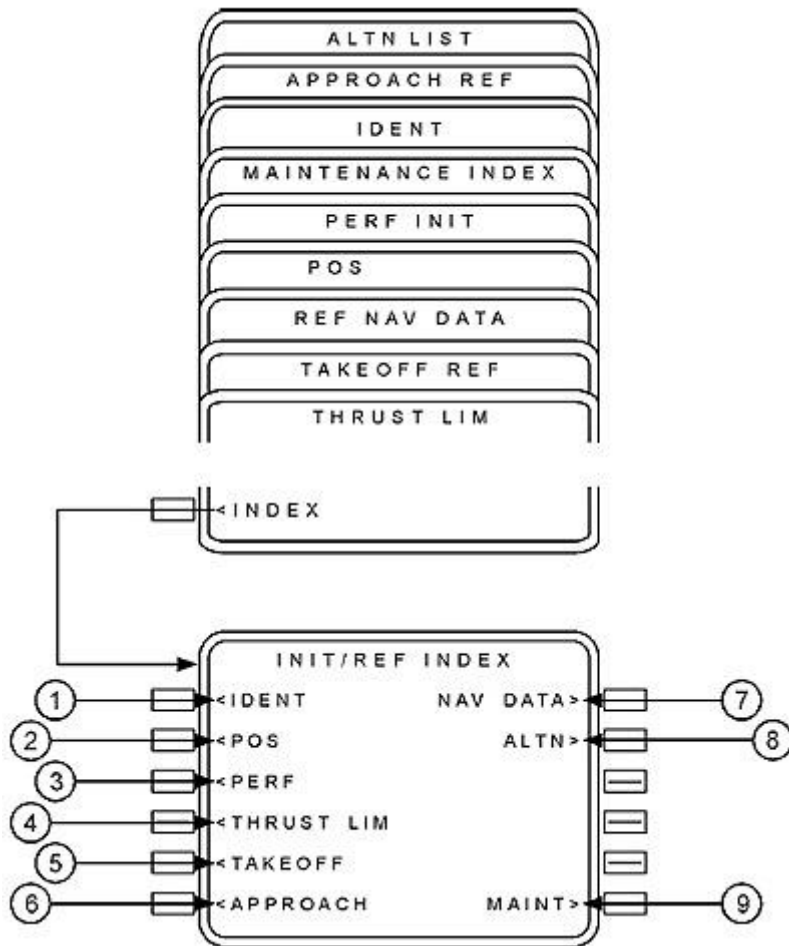 ALTN LIST
APPROACH REF
IDENT
MAINTENANCE INDEX
PERF INIT
POS
REF NAV DATA
TAKEOFF REF
THRUST LIM
<INDEX
INIT/REF INDEX
1 <IDENT NAV DATA> 7
2 <POS ALTN> 8
3 <PERF
4 <THRUST LIM
5 <TAKEOFF
6 <APPROACH MAINT> 9